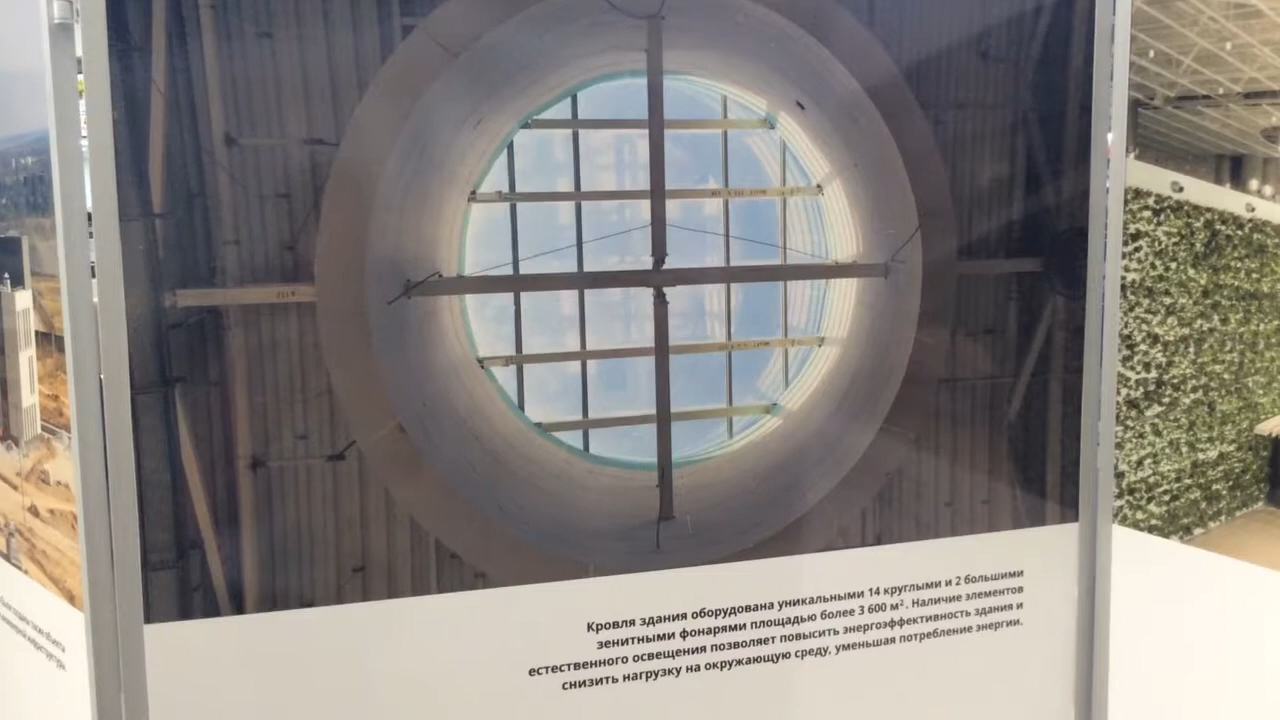 Кровля здания оборудована уникальными 14 круглыми и 2 большими
зенитными фонарями площадью более 3 600 м². Наличие элементов
естественного освещения позволяет повысить энергоэффективность здания и
снизить нагрузку на окружающую среду, уменьшая потребление энергии.